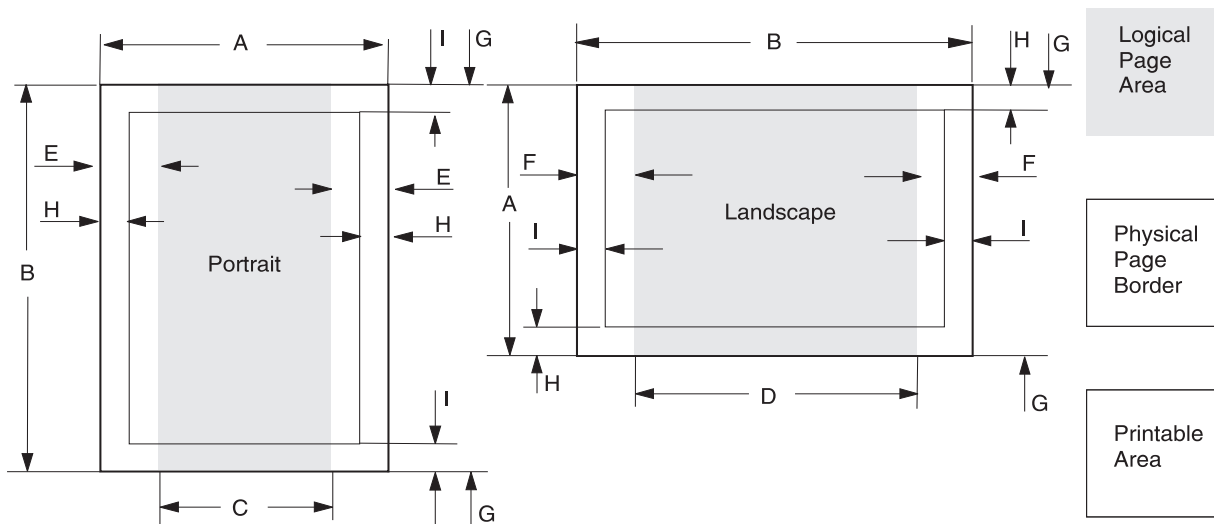 A
I
G
E
E
H
H
B
Portrait
I
C
G
B
H
G
F
F
A
Landscape
I
I
H
D
G
Logical
Page
Area
Physical
Page
Border
Printable
Area